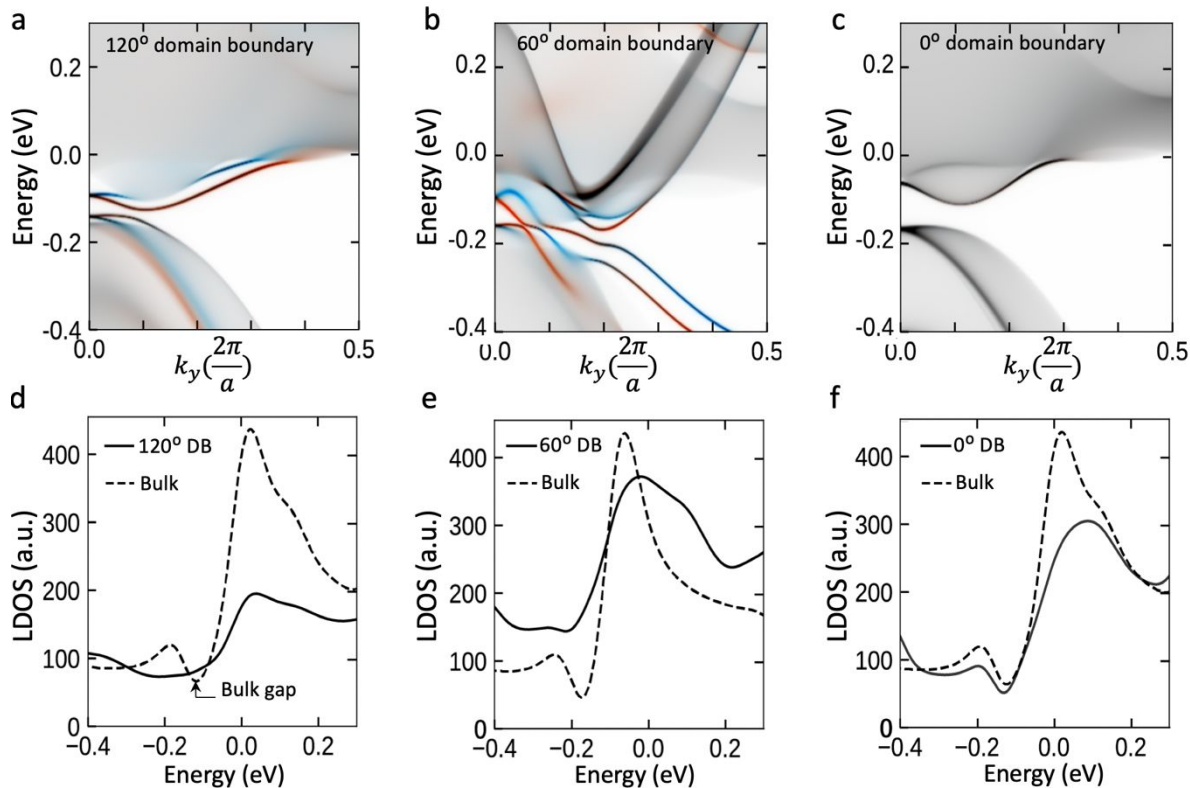 a
120° domain boundary
Energy (eV)
0.2
0.0
-0.2
-0.4
0.0
0.5
k_y(2π/a)
b
60° domain boundary
Energy (eV)
0.2
0.0
-0.2
-0.4
0.0
0.5
k_y(2π/a)
c
0° domain boundary
Energy (eV)
0.2
0.0
-0.2
-0.4
0.0
0.5
k_y(2π/a)
d
120° DB
Bulk
Bulk gap
LDOS (a.u.)
400
300
200
100
0
−0.4
−0.2
0.0
0.2
Energy (eV)
e
60° DB
Bulk
LDOS (a.u.)
400
300
200
100
0
−0.4
−0.2
0.0
0.2
Energy (eV)
f
0° DB
Bulk
LDOS (a.u.)
400
300
200
100
0
−0.4
−0.2
0.0
0.2
Energy (eV)